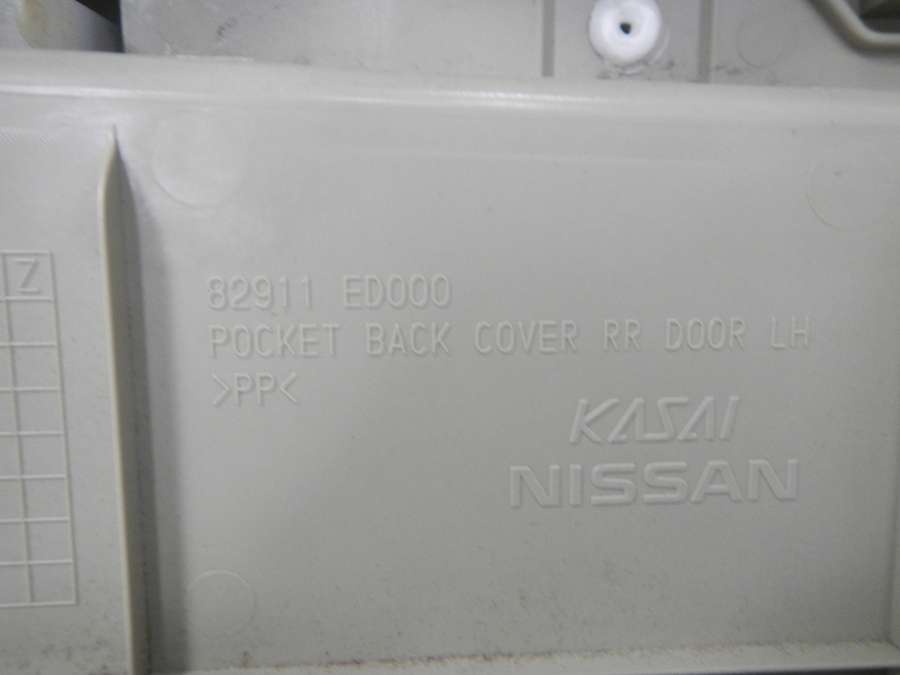 Z
82911 ED000
POCKET BACK COVER RR DOOR LH
>PP<
KASAI
NISSAN